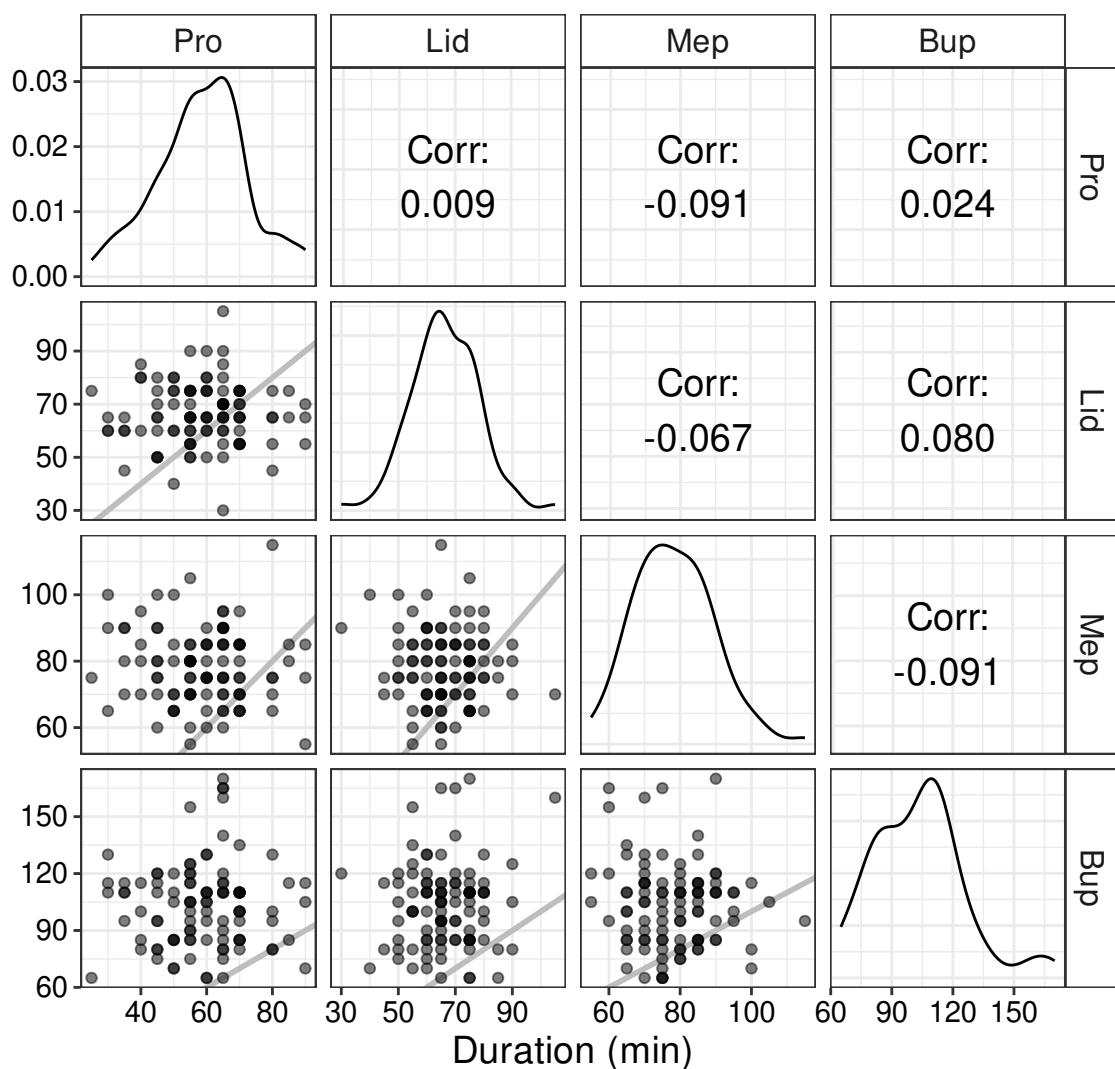 Pro Lid Mep Bup
0.03
0.02
0.01
0.00
Corr:
0.009
Corr:
-0.091
Corr:
0.024
Pro
90
70
50
30
Corr:
-0.067
Corr:
0.080
Lid
100
80
60
Corr:
-0.091
Mep
150
120
90
60
Bup
40 60 80 30 50 70 90 60 80 100 60 90 120 150
Duration (min)